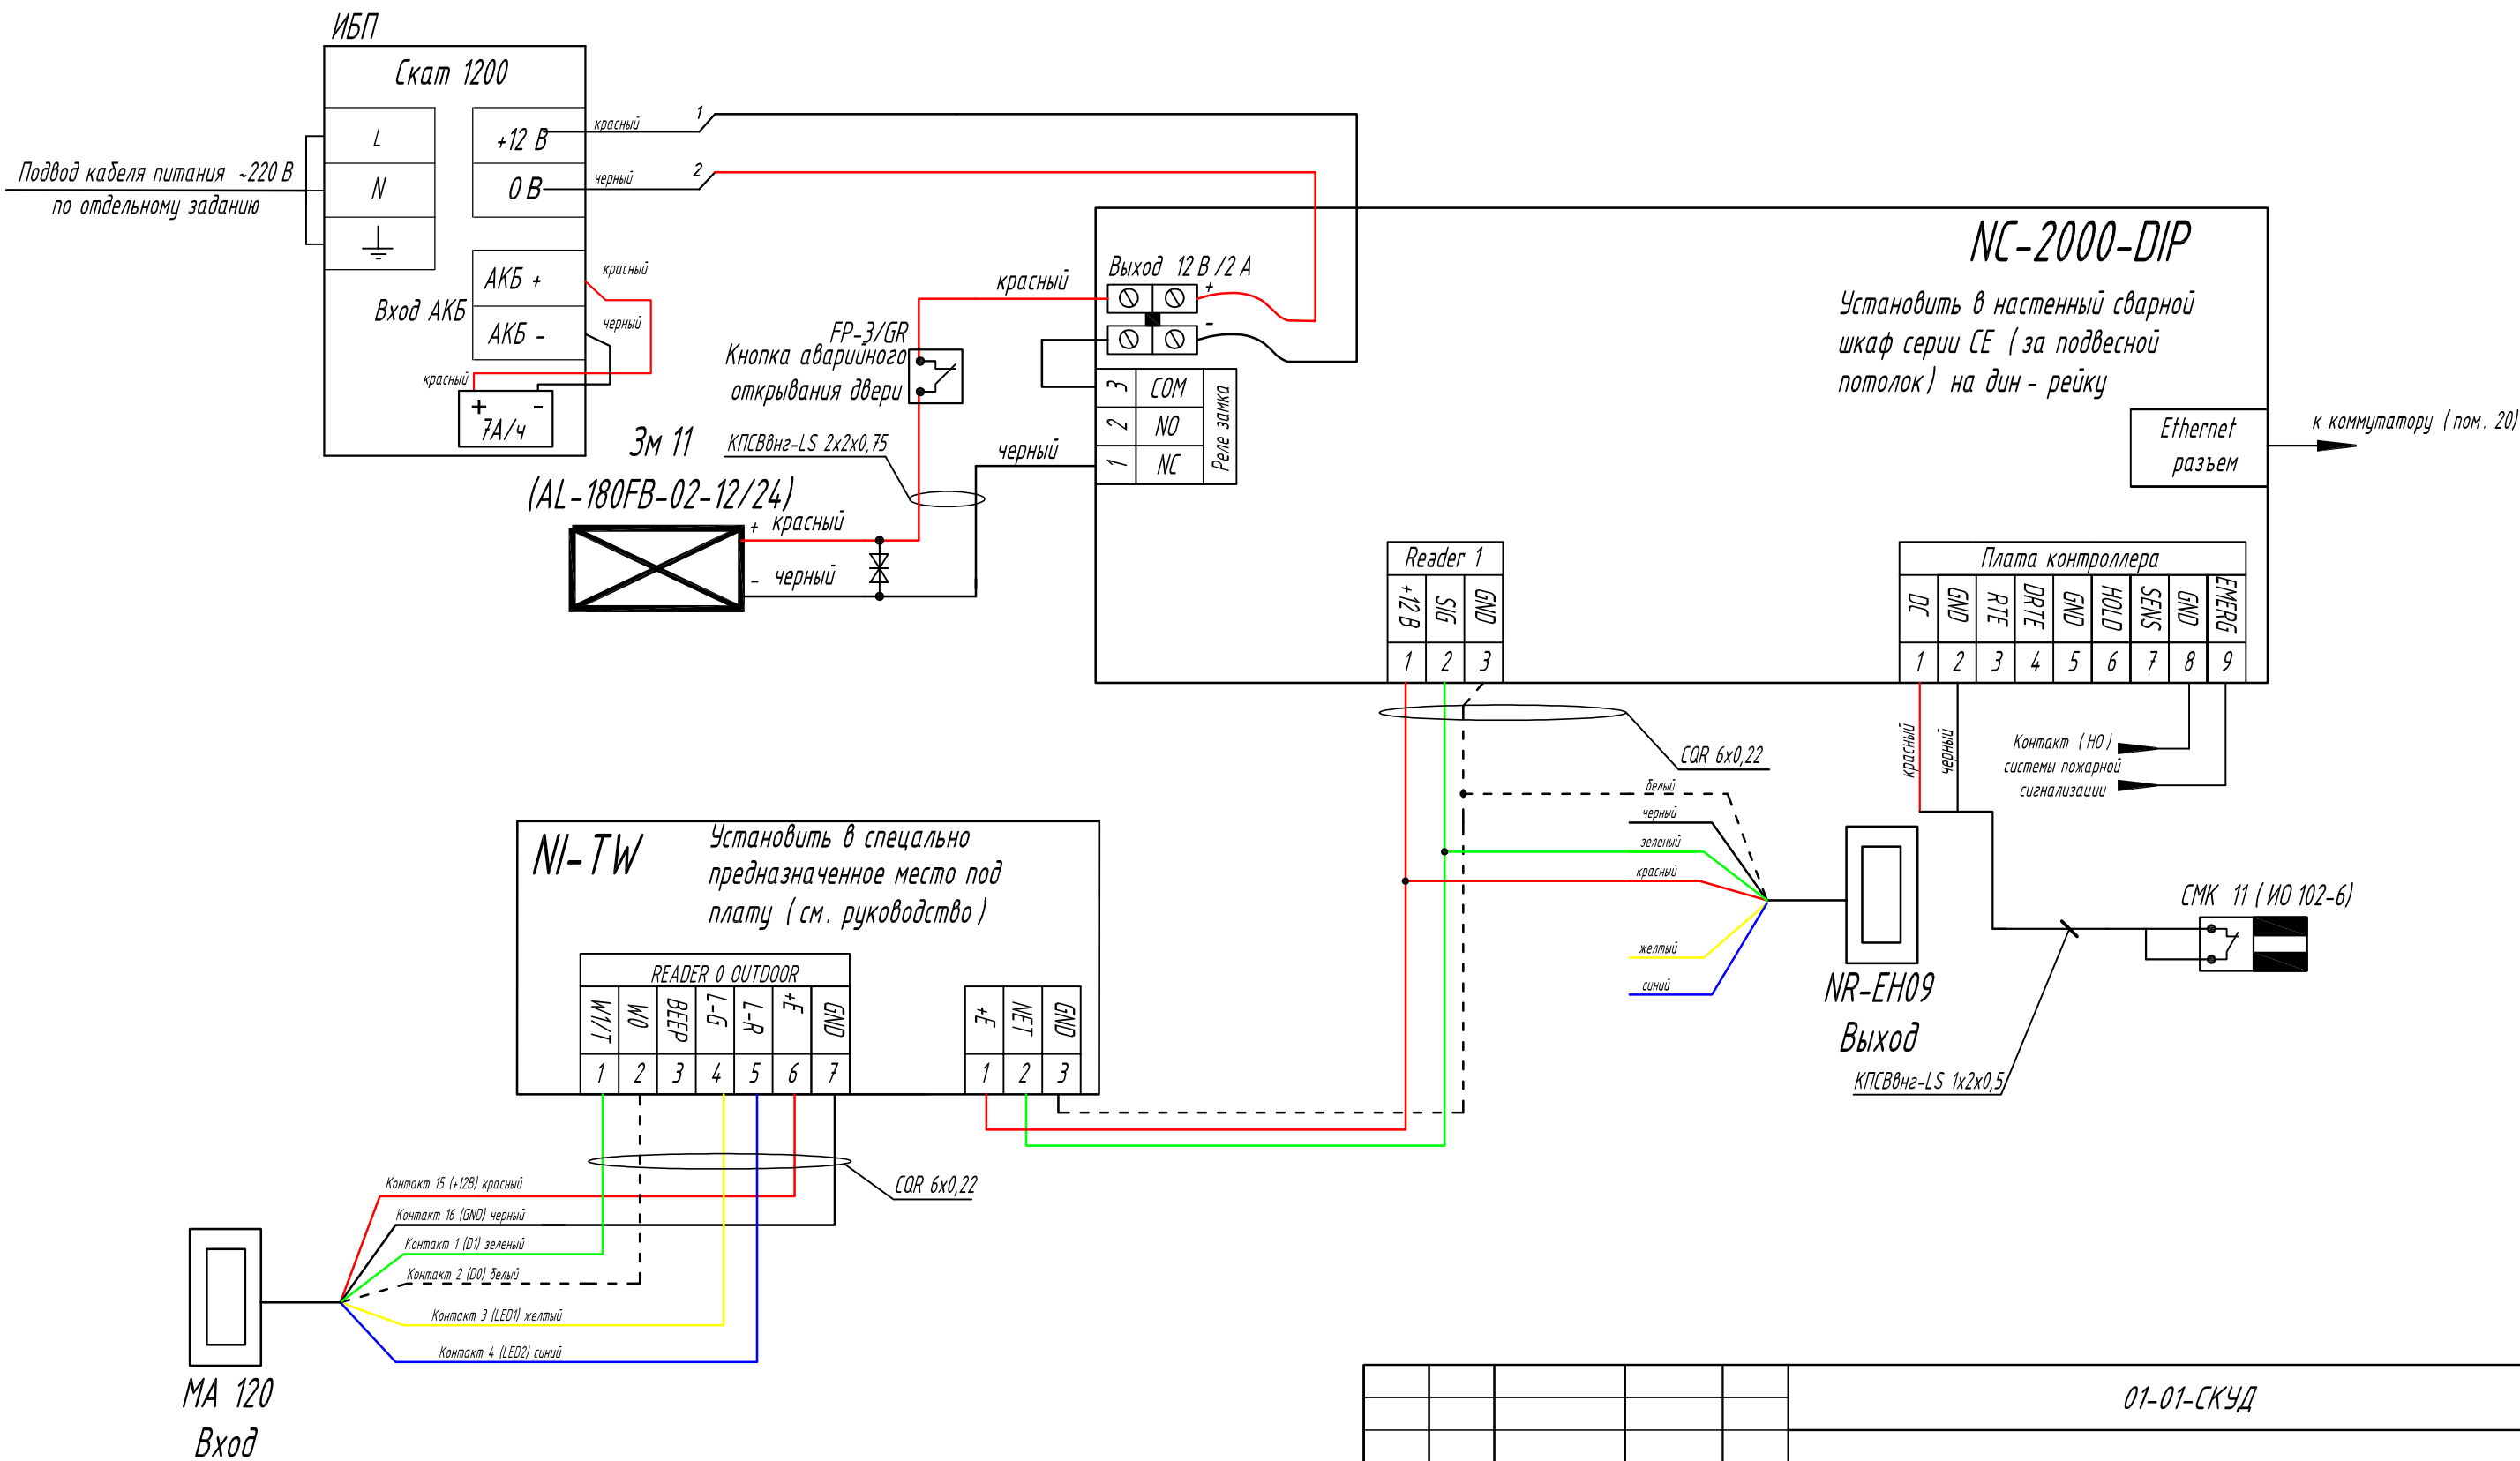 ИБП
Скат 1200
L
N
+12 В
0 В
красный
1
черный
2
Подвод кабеля питания ~220 В
по отдельному заданию
Вход АКБ
АКБ +
АКБ -
красный
черный
красный
+ -
7А/ч
NC-2000-DIP
Установить в настенный сварной
шкаф серии СЕ (за подвесной
потолок) на дин - рейку
Выход 12 В /2 А
+
-
красный
FP-3/GR
Кнопка аварийного
открывания двери
3 COM
2 NO
1 NC
Реле замка
черный
КПСВвнг-LS 2х2х0,75
Зм 11
(AL-180FB-02-12/24)
+ красный
- черный
Ethernet
разъем
к коммутатору (пом. 20)
Reader 1
+12 В SIG GND
1 2 3
Плата контроллера
DC GND RTE DRTE GND HOLD SENS GND EMERG
1 2 3 4 5 6 7 8 9
красный
черный
Контакт (НО)
системы пожарной
сигнализации
CQR 6х0,22
белый
черный
зеленый
красный
желтый
синий
NR-EH09
Выход
СМК 11 (ИО 102-6)
КПСВвнг-LS 1х2х0,5
NI-TW
Установить в спецально
предназначенное место под
плату (см. руководство)
READER 0 OUTDOOR
W1/T W0 BEEP L-G L-R +E GND
1 2 3 4 5 6 7
+E NET GND
1 2 3
CQR 6х0,22
Контакт 15 (+12В) красный
Контакт 16 (GND) черный
Контакт 1 (D1) зеленый
Контакт 2 (D0) белый
Контакт 3 (LED1) желтый
Контакт 4 (LED2) синий
МА 120
Вход
01-01-СКУД